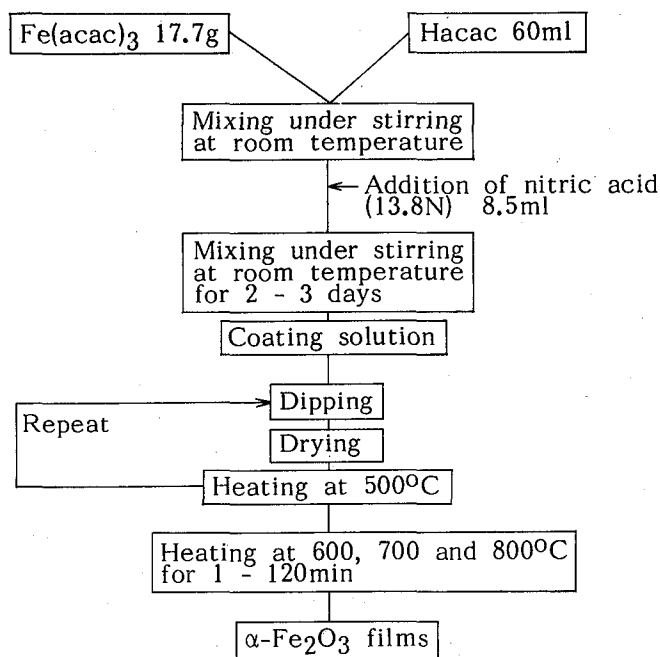 Fe(acac)3 17.7g
Hacac 60ml
Mixing under stirring
at room temperature
Addition of nitric acid
(13.8N) 8.5ml
Mixing under stirring
at room temperature
for 2 - 3 days
Coating solution
Dipping
Repeat
Drying
Heating at 500ºC
Heating at 600, 700 and 800ºC
for 1 - 120min
α-Fe2O3 films